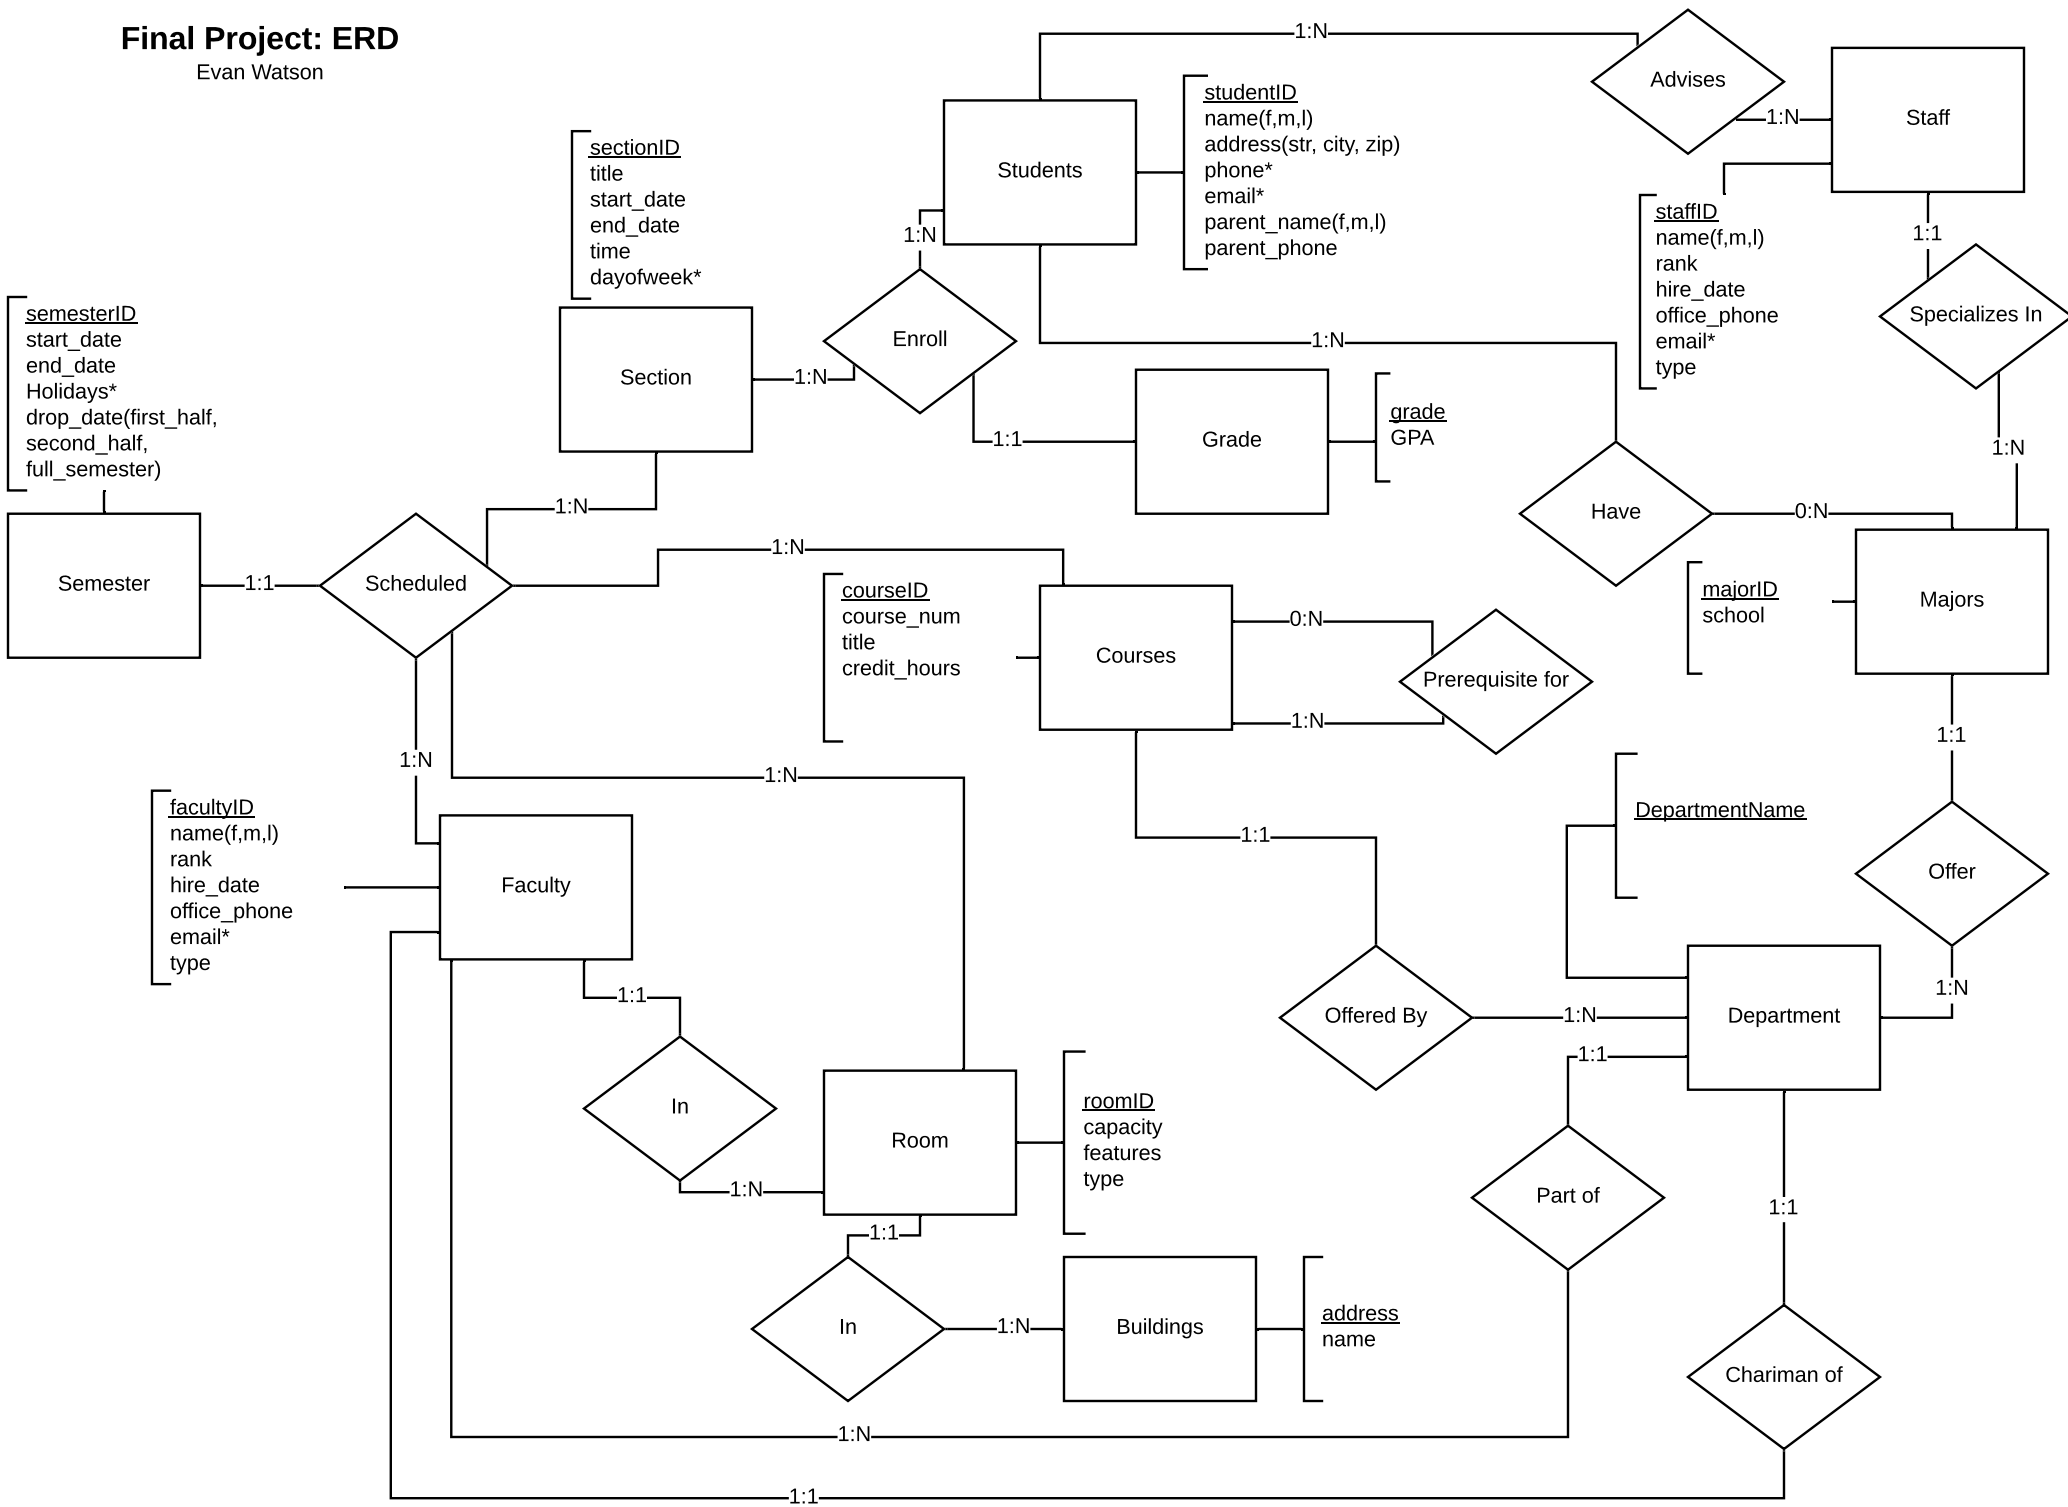 Final Project: ERD
Evan Watson
1:N
Advises
1:N
Staff
studentID
name(f,m,l)
address(str, city, zip)
phone*
email*
parent_name(f,m,l)
parent_phone
Students
sectionID
title
start_date
end_date
time
dayofweek*
1:N
staffID
name(f,m,l)
rank
hire_date
office_phone
email*
type
1:1
Specializes In
1:N
semesterID
start_date
end_date
Holidays*
drop_date(first_half,
second_half,
full_semester)
Section
1:N
Enroll
1:N
1:1
Grade
grade
GPA
Have
0:N
1:N
Semester
1:1
Scheduled
1:N
courseID
course_num
title
credit_hours
Courses
0:N
1:N
Prerequisite for
majorID
school
Majors
1:1
1:N
1:N
1:1
DepartmentName
Offer
1:N
facultyID
name(f,m,l)
rank
hire_date
office_phone
email*
type
Faculty
1:1
In
1:N
Offered By
1:N
Department
1:1
Room
roomID
capacity
features
type
Part of
1:1
1:1
In
1:N
Buildings
address
name
Chariman of
1:N
1:1